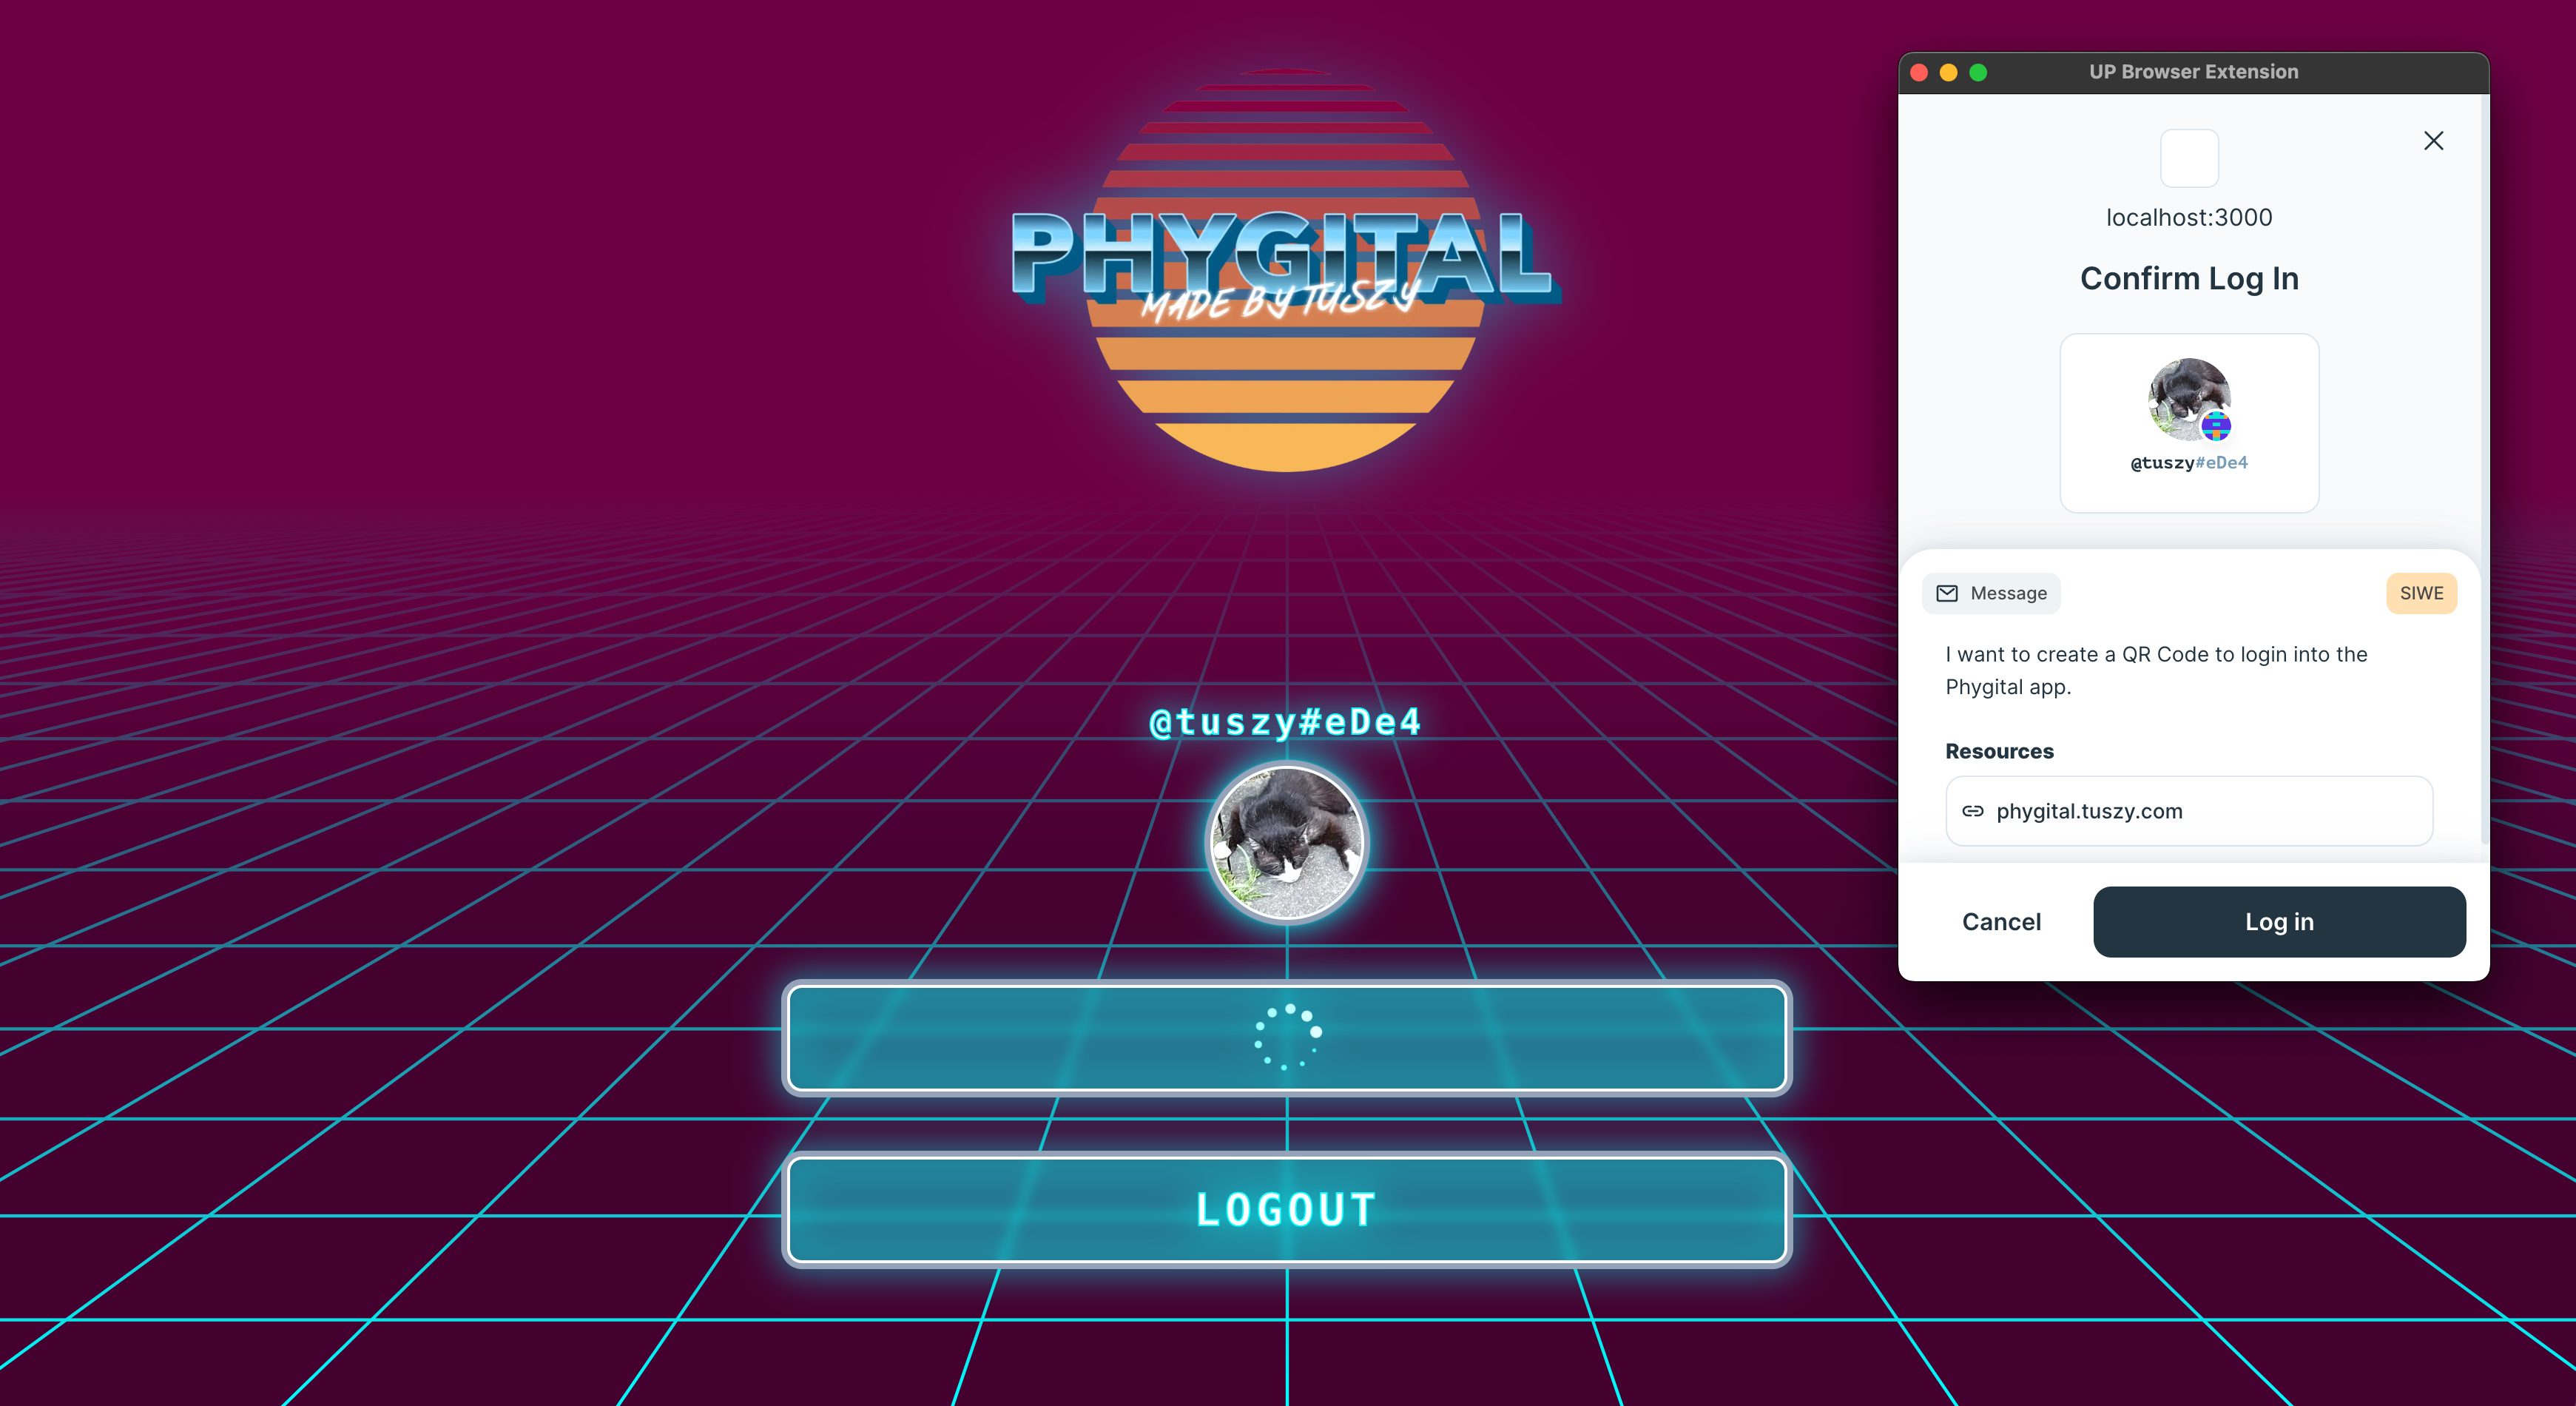 PHYGITAL
MADE BY TUSZY
@tuszy#eDe4
LOGOUT
UP Browser Extension
localhost:3000
Confirm Log In
@tuszy#eDe4
Message
SIWE
I want to create a QR Code to login into the
Phygital app.
Resources
phygital.tuszy.com
Cancel
Log in